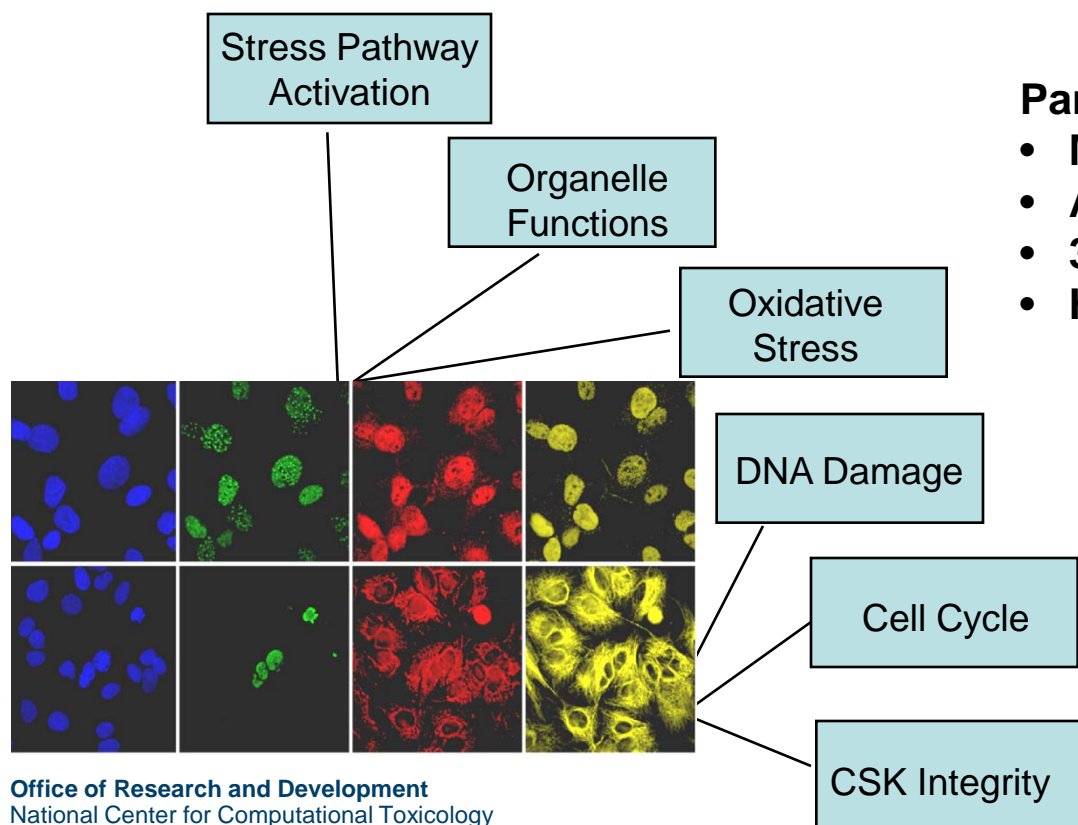 Stress Pathway
Activation
Organelle
Functions
Oxidative
Stress
DNA Damage
Cell Cycle
CSK Integrity
Office of Research and Development
National Center for Computational Toxicology